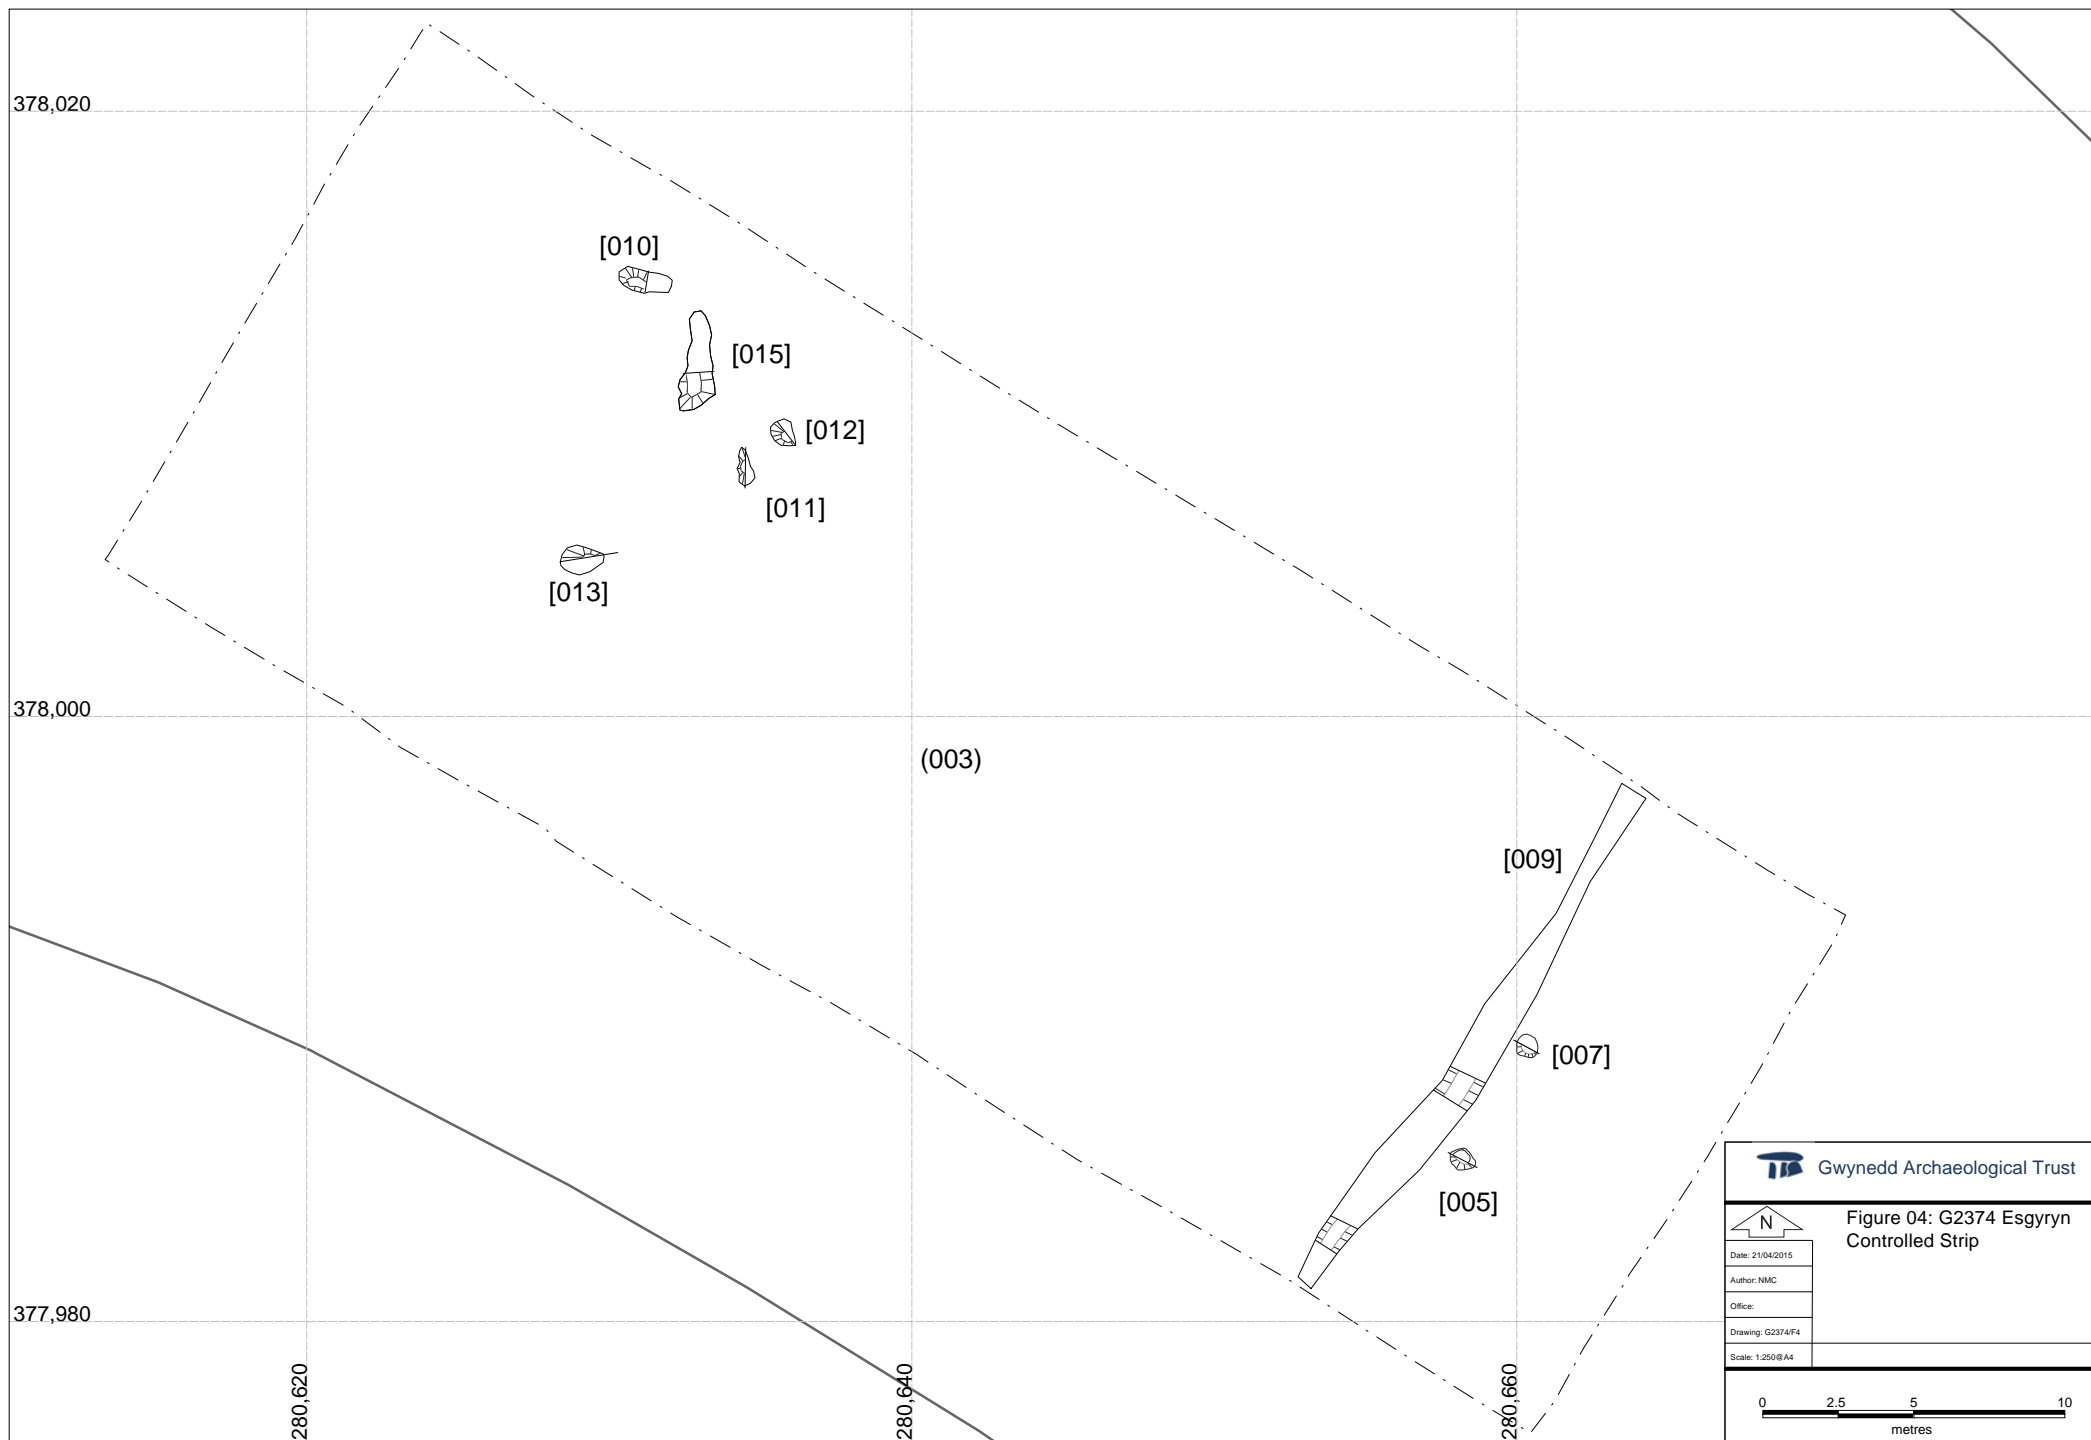 378,020
[010]
[015]
[012]
[011]
[013]
378,000
(003)
[009]
[007]
[005]
377,980
280,620
280,640
280,660
Gwynedd Archaeological Trust
N
Figure 04: G2374 Esgyryn
Controlled Strip
Date: 21/04/2015
Author: NMC
Office:
Drawing: G2374/F4
Scale: 1:250@A4
0 2.5 5 10
metres